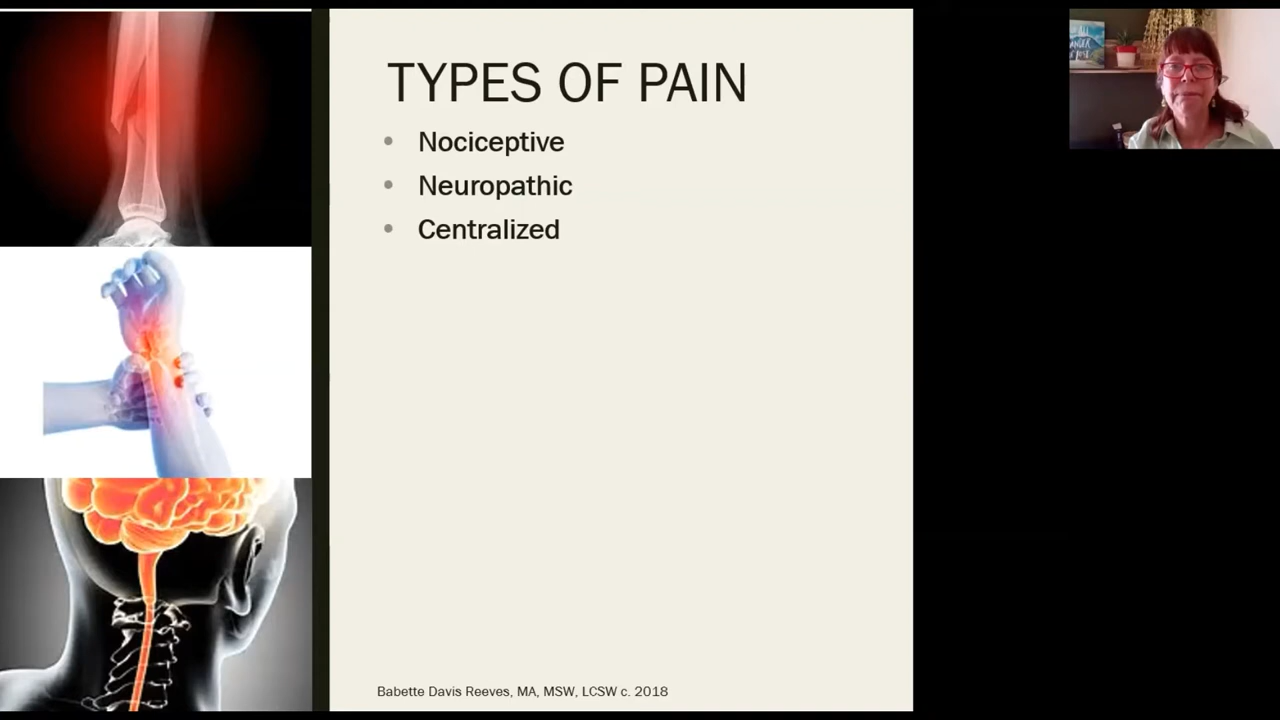 TYPES OF PAIN
• Nociceptive
• Neuropathic
• Centralized
Babette Davis Reeves, MA, MSW, LCSW c. 2018